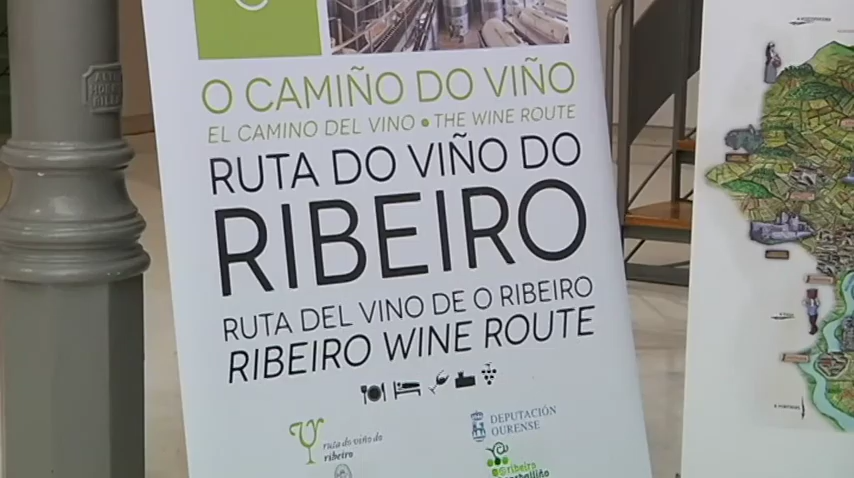 O CAMIÑO DO VIÑO
EL CAMINO DEL VINO • THE WINE ROUTE
RUTA DO VIÑO DO
RIBEIRO
RUTA DEL VINO DE O RIBEIRO
RIBEIRO WINE ROUTE
ruta do viño do
ribeiro
DEPUTACIÓN
OURENSE
ribeiro